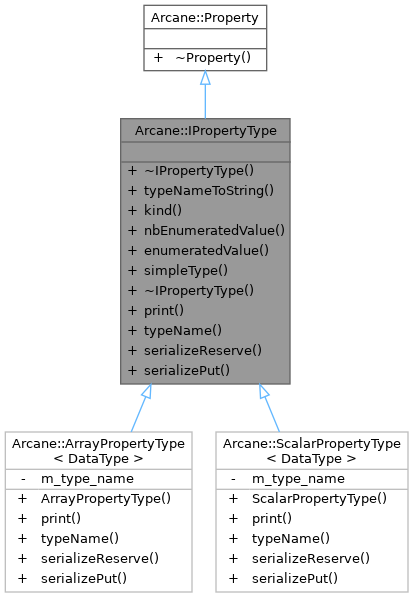 Arcane::Property
+ ~Property()
Arcane::IPropertyType
+ ~IPropertyType()
+ typeNameToString()
+ kind()
+ nbEnumeratedValue()
+ enumeratedValue()
+ simpleType()
+ ~IPropertyType()
+ print()
+ typeName()
+ serializeReserve()
+ serializePut()
Arcane::ArrayPropertyType
< DataType >
- m_type_name
+ ArrayPropertyType()
+ print()
+ typeName()
+ serializeReserve()
+ serializePut()
Arcane::ScalarPropertyType
< DataType >
- m_type_name
+ ScalarPropertyType()
+ print()
+ typeName()
+ serializeReserve()
+ serializePut()